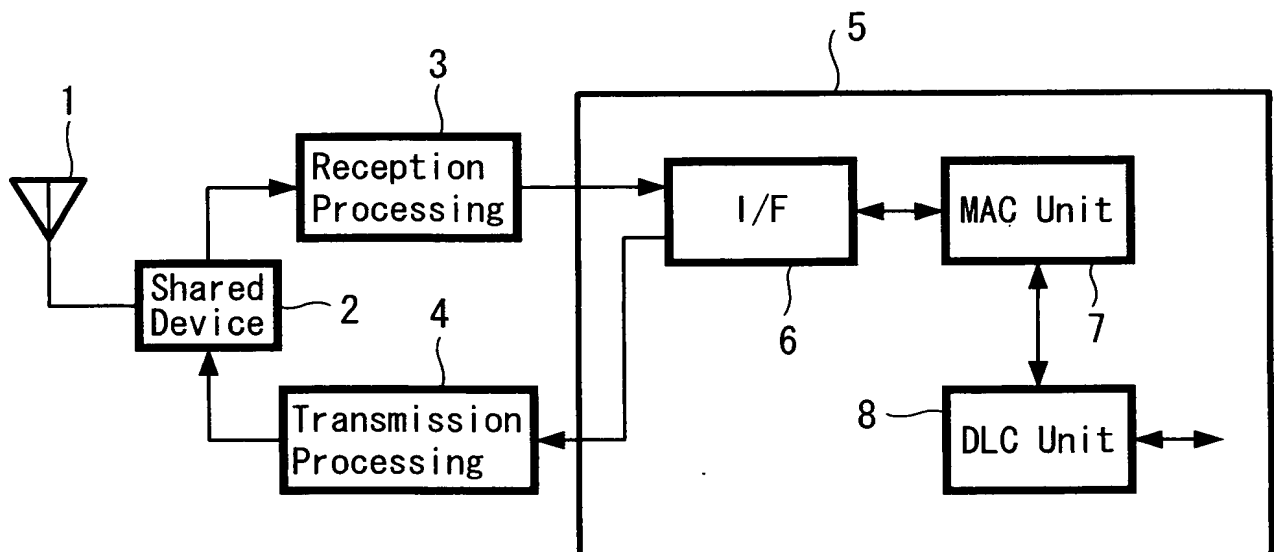 5
3
1
Reception
Processing
I/F
MAC Unit
Shared
Device
2
4
6
7
Transmission
Processing
8
DLC Unit